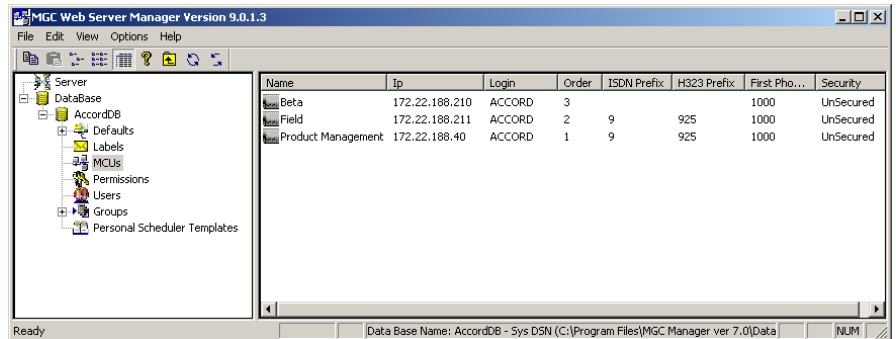 MGC Web Server Manager Version 9.0.1.3
File Edit View Options Help
Server
DataBase
AccordDB
Defaults
Labels
MCUs
Permissions
Users
Groups
Personal Scheduler Templates
Name Ip Login Order ISDN Prefix H323 Prefix First Pho... Security
Beta 172.22.188.210 ACCORD 3 1000 UnSecured
Field 172.22.188.211 ACCORD 2 9 925 1000 UnSecured
Product Management 172.22.188.40 ACCORD 1 9 925 1000 UnSecured
Ready Data Base Name: AccordDB - Sys DSN (C:\Program Files\MGC Manager ver 7.0\Data NUM